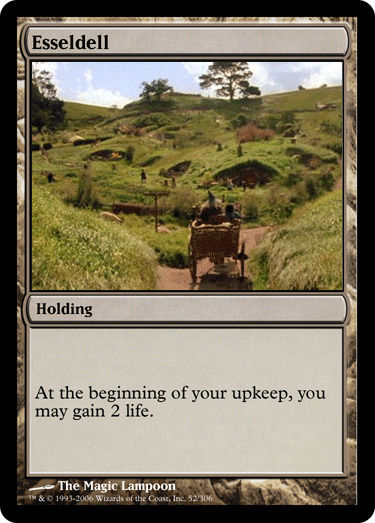 Esseldell
Holding
At the beginning of your upkeep, you
may gain 2 life.
The Magic Lampoon
™ & © 1993-2006 Wizards of the Coast, Inc. 52/306